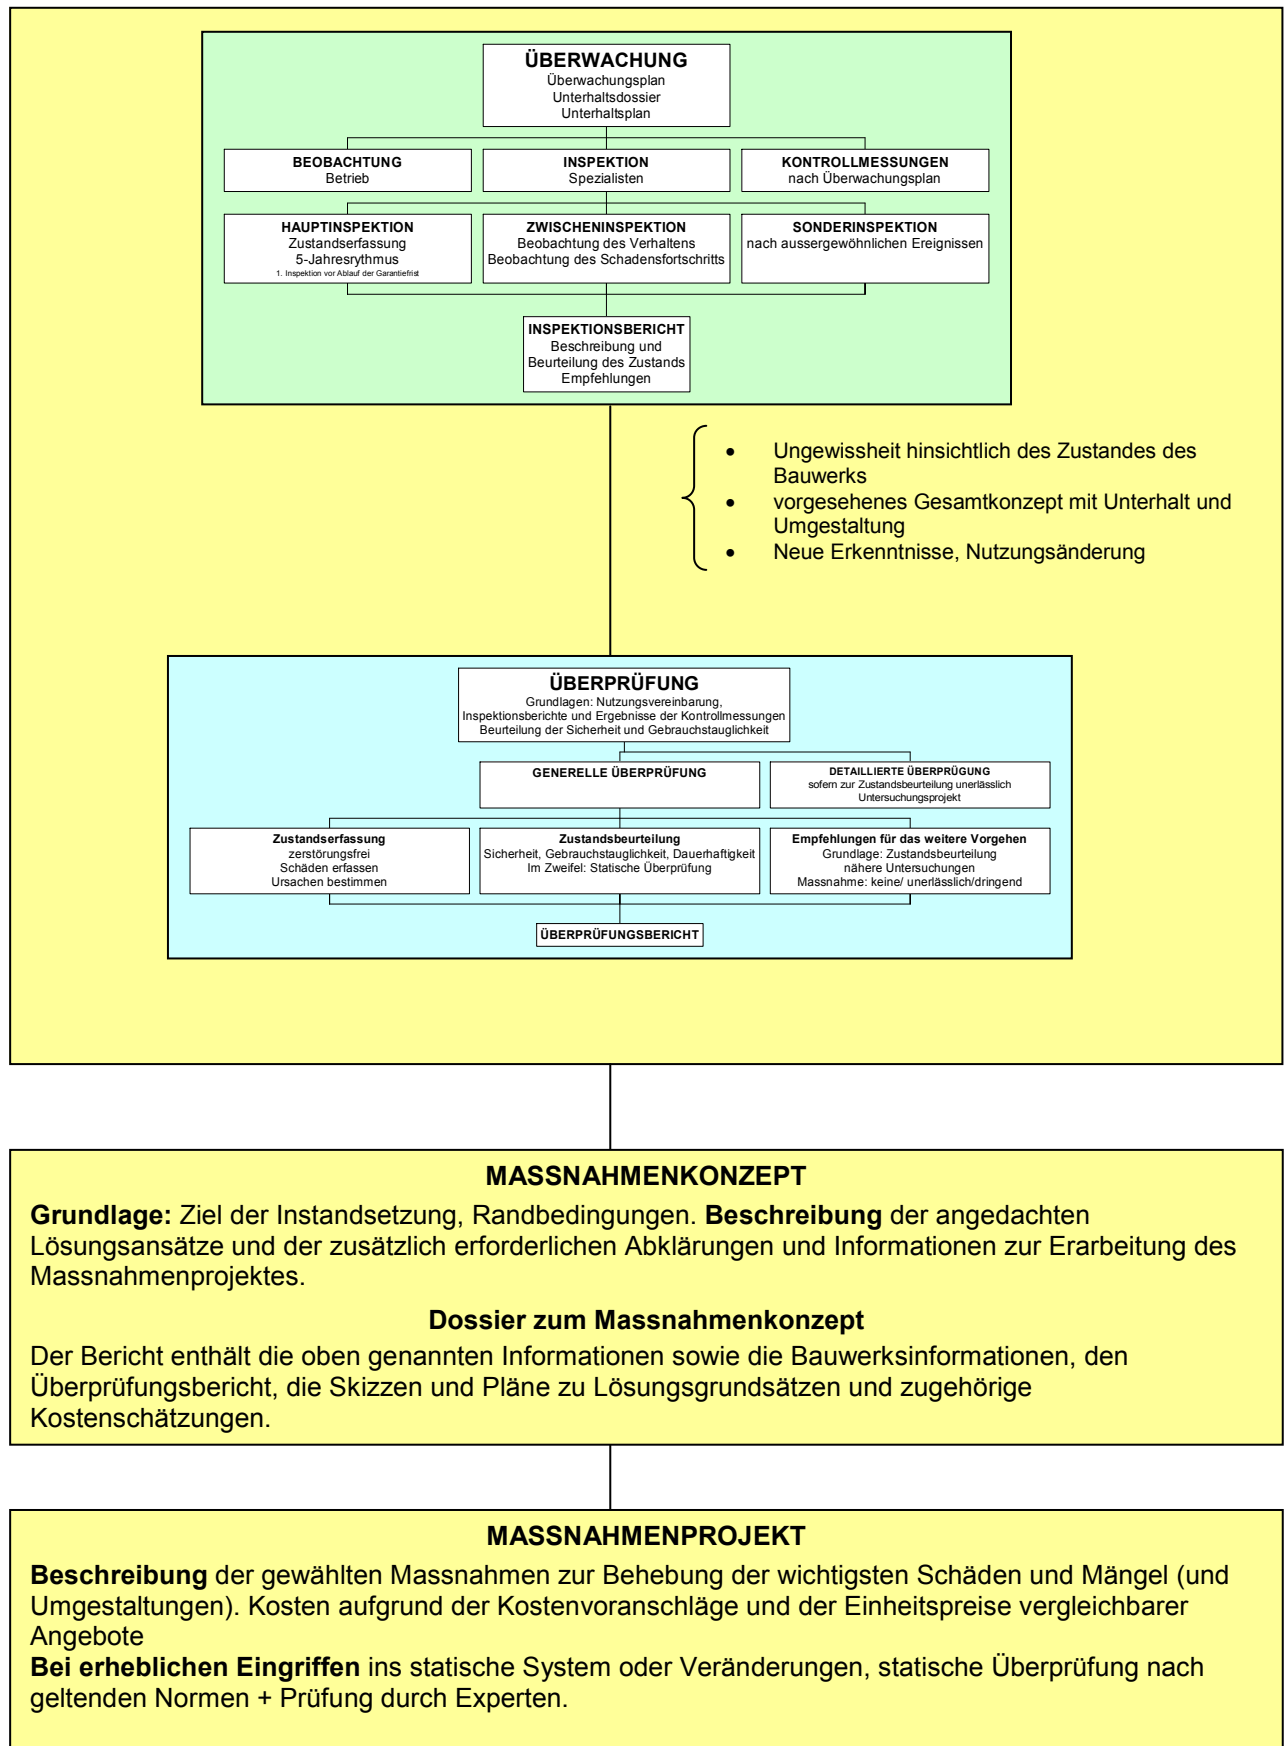 ÜBERWACHUNG
Überwachungsplan
Unterhaltsdossier
Unterhaltsplan
BEOBACHTUNG
Betrieb
INSPEKTION
Spezialisten
KONTROLLMESSUNGEN
nach Überwachungsplan
HAUPTINSPEKTION
Zustandserfassung
5-Jahresrythmus
1. Inspektion vor Ablauf der Garantiefrist
ZWISCHENINSPEKTION
Beobachtung des Verhaltens
Beobachtung des Schadensfortschritts
SONDERINSPEKTION
nach aussergewöhnlichen Ereignissen
INSPEKTIONSBERICHT
Beschreibung und
Beurteilung des Zustands
Empfehlungen
• Ungewissheit hinsichtlich des Zustandes des
Bauwerks
• vorgesehenes Gesamtkonzept mit Unterhalt und
Umgestaltung
• Neue Erkenntnisse, Nutzungsänderung
ÜBERPRÜFUNG
Grundlagen: Nutzungsvereinbarung,
Inspektionsberichte und Ergebnisse der Kontrollmessungen
Beurteilung der Sicherheit und Gebrauchstauglichkeit
GENERELLE ÜBERPRÜFUNG
DETAILLIERTE ÜBERPRÜGUNG
sofern zur Zustandsbeurteilung unerlässlich
Untersuchungsprojekt
Zustandserfassung
zerstörungsfrei
Schäden erfassen
Ursachen bestimmen
Zustandsbeurteilung
Sicherheit, Gebrauchstauglichkeit, Dauerhaftigkeit
Im Zweifel: Statische Überprüfung
Empfehlungen für das weitere Vorgehen
Grundlage: Zustandsbeurteilung
nähere Untersuchungen
Massnahme: keine/ unerlässlich/dringend
ÜBERPRÜFUNGSBERICHT
MASSNAHMENKONZEPT
Grundlage: Ziel der Instandsetzung, Randbedingungen. Beschreibung der angedachten
Lösungsansätze und der zusätzlich erforderlichen Abklärungen und Informationen zur Erarbeitung des
Massnahmenprojektes.
Dossier zum Massnahmenkonzept
Der Bericht enthält die oben genannten Informationen sowie die Bauwerksinformationen, den
Überprüfungsbericht, die Skizzen und Pläne zu Lösungsgrundsätzen und zugehörige
Kostenschätzungen.
MASSNAHMENPROJEKT
Beschreibung der gewählten Massnahmen zur Behebung der wichtigsten Schäden und Mängel (und
Umgestaltungen). Kosten aufgrund der Kostenvoranschläge und der Einheitspreise vergleichbarer
Angebote
Bei erheblichen Eingriffen ins statische System oder Veränderungen, statische Überprüfung nach
geltenden Normen + Prüfung durch Experten.